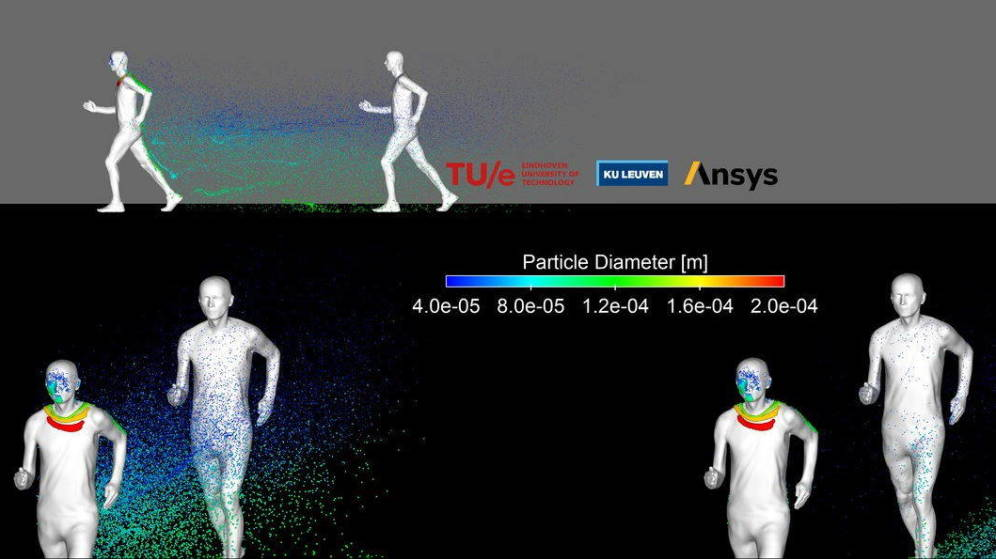 TU/e
EINDHOVEN
UNIVERSITY OF
TECHNOLOGY
KU LEUVEN
Ansys
Particle Diameter [m]
4.0e-05 8.0e-05 1.2e-04 1.6e-04 2.0e-04